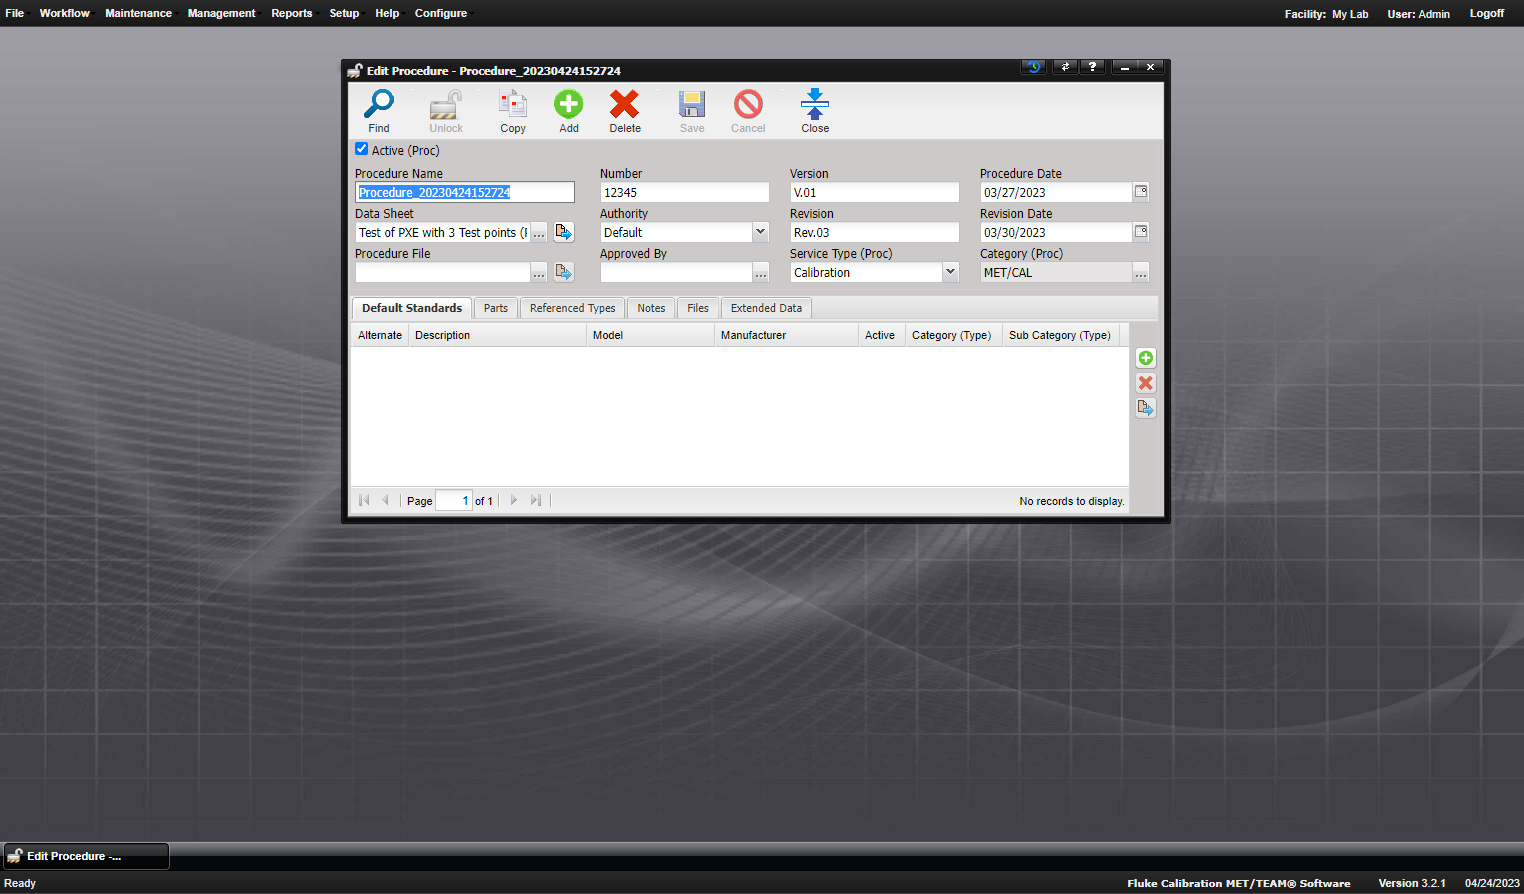 File Workflow Maintenance Management Reports Setup Help Configure Facility: My Lab User: Admin Logoff
Edit Procedure - Procedure_20230424152724
Find Unlock Copy Add Delete Save Cancel Close
Active (Proc)
Procedure Name Number Version Procedure Date
Procedure_20230424152724 12345 V.01 03/27/2023
Data Sheet Authority Revision Revision Date
Test of PXE with 3 Test points ( ... Default Rev.03 03/30/2023
Procedure File Approved By Service Type (Proc) Category (Proc)
... ... Calibration MET/CAL ...
Default Standards Parts Referenced Types Notes Files Extended Data
Alternate Description Model Manufacturer Active Category (Type) Sub Category (Type)
Page 1 of 1 No records to display.
Edit Procedure -...
Ready Fluke Calibration MET/TEAM® Software Version 3.2.1 04/24/2023